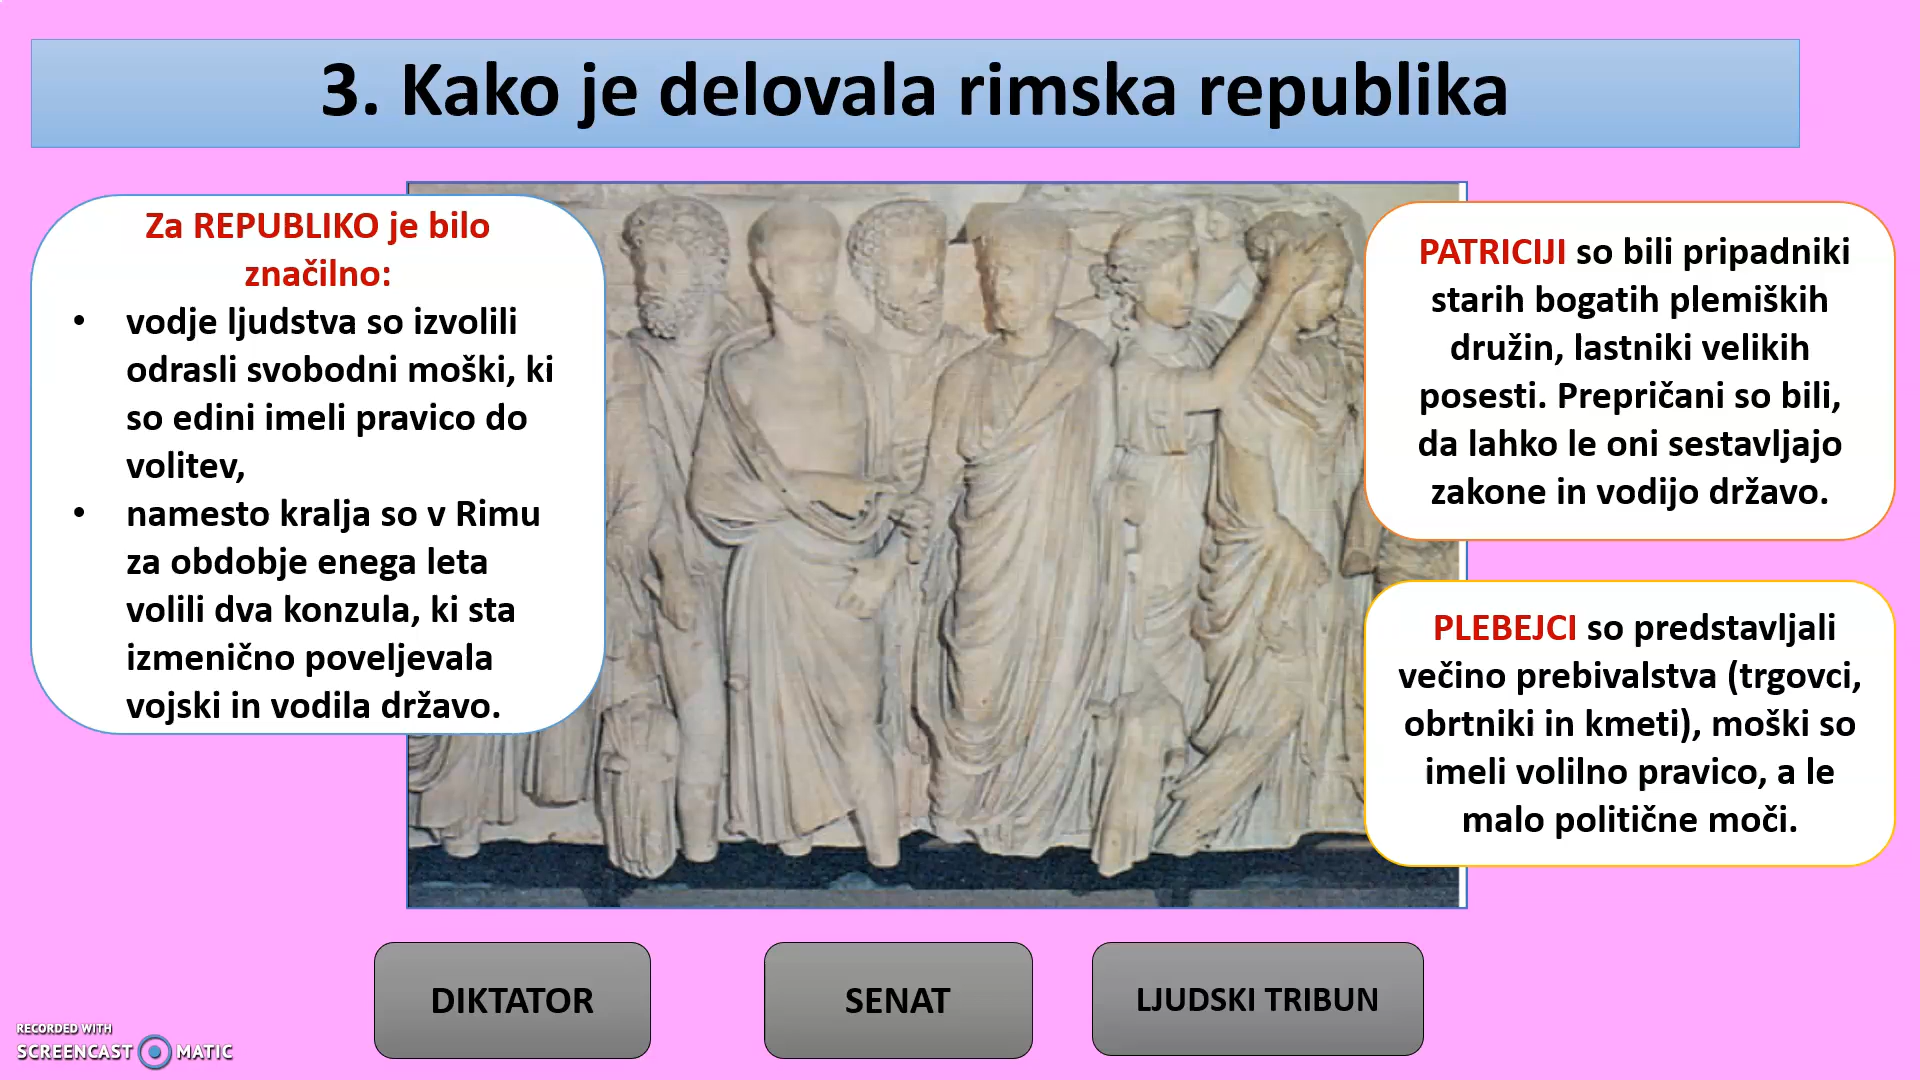 3. Kako je delovala rimska republika
Za REPUBLIKO je bilo
značilno:
• vodje ljudstva so izvolili
odrasli svobodni moški, ki
so edini imeli pravico do
volitev,
• namesto kralja so v Rimu
za obdobje enega leta
volili dva konzula, ki sta
izmenično poveljevala
vojski in vodila državo.
PATRICIJI so bili pripadniki
starih bogatih plemiških
družin, lastniki velikih
posesti. Prepričani so bili,
da lahko le oni sestavljajo
zakone in vodijo državo.
PLEBEJCI so predstavljali
večino prebivalstva (trgovci,
obrtniki in kmeti), moški so
imeli volilno pravico, a le
malo politične moči.
DIKTATOR
SENAT
LJUDSKI TRIBUN
RECORDED WITH
SCREENCAST MATIC